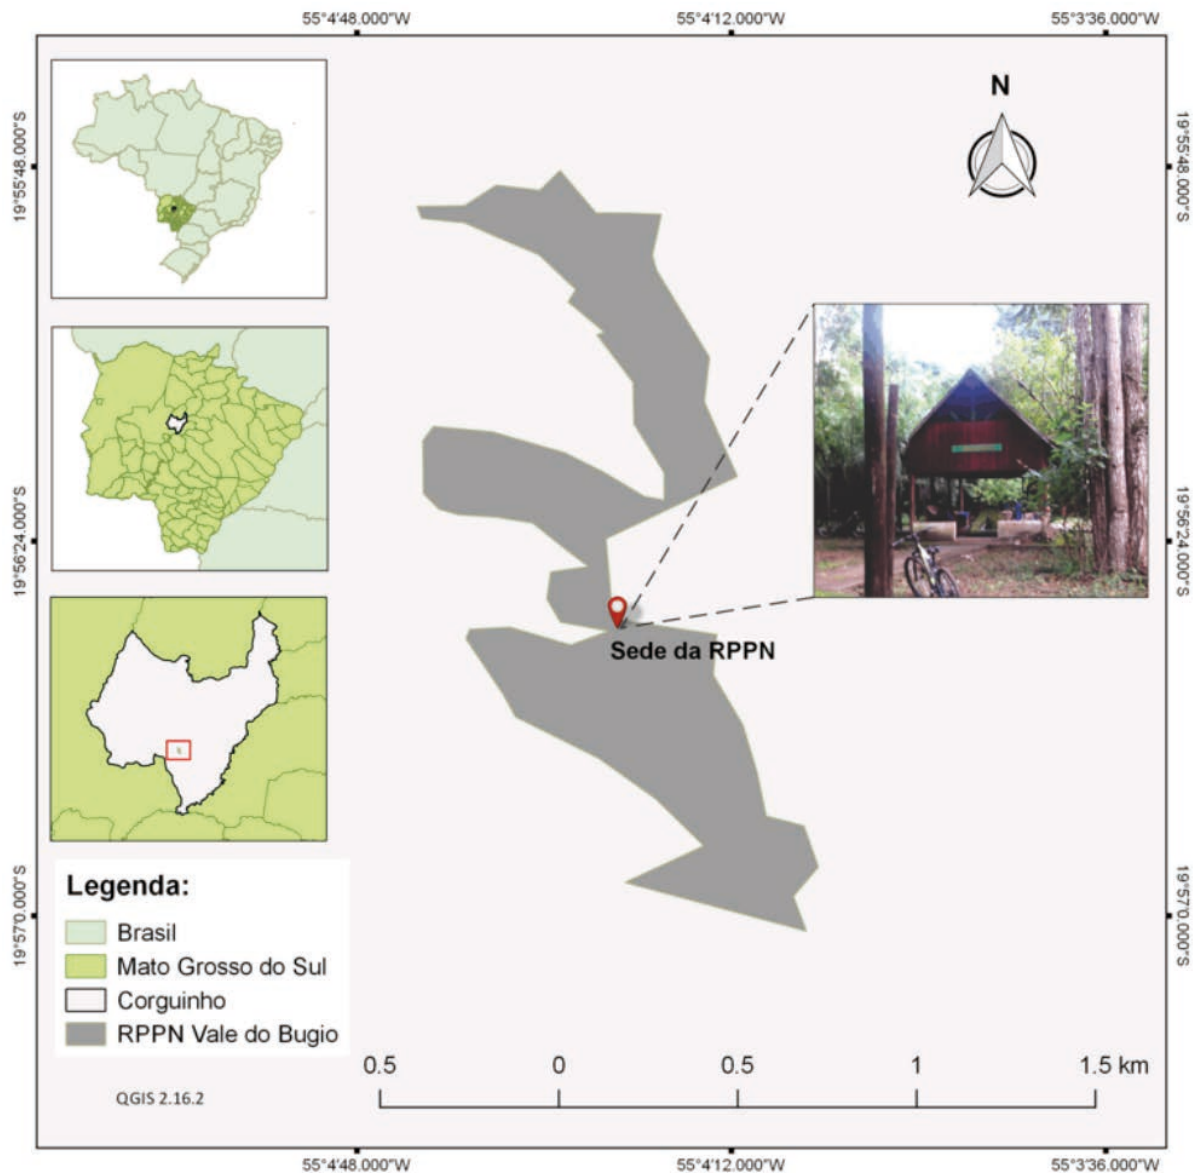 55°4'48.000"W 55°4'12.000"W 55°3'36.000"W
N
19°55'48.000"S 19°55'48.000"S
19°56'24.000"S 19°56'24.000"S
Sede da RPPN
19°57'0.000"S 19°57'0.000"S
Legenda:
Brasil
Mato Grosso do Sul
Corguinho
RPPN Vale do Bugio
QGIS 2.16.2
0.5 0 0.5 1 1.5 km
55°4'48.000"W 55°4'12.000"W 55°3'36.000"W